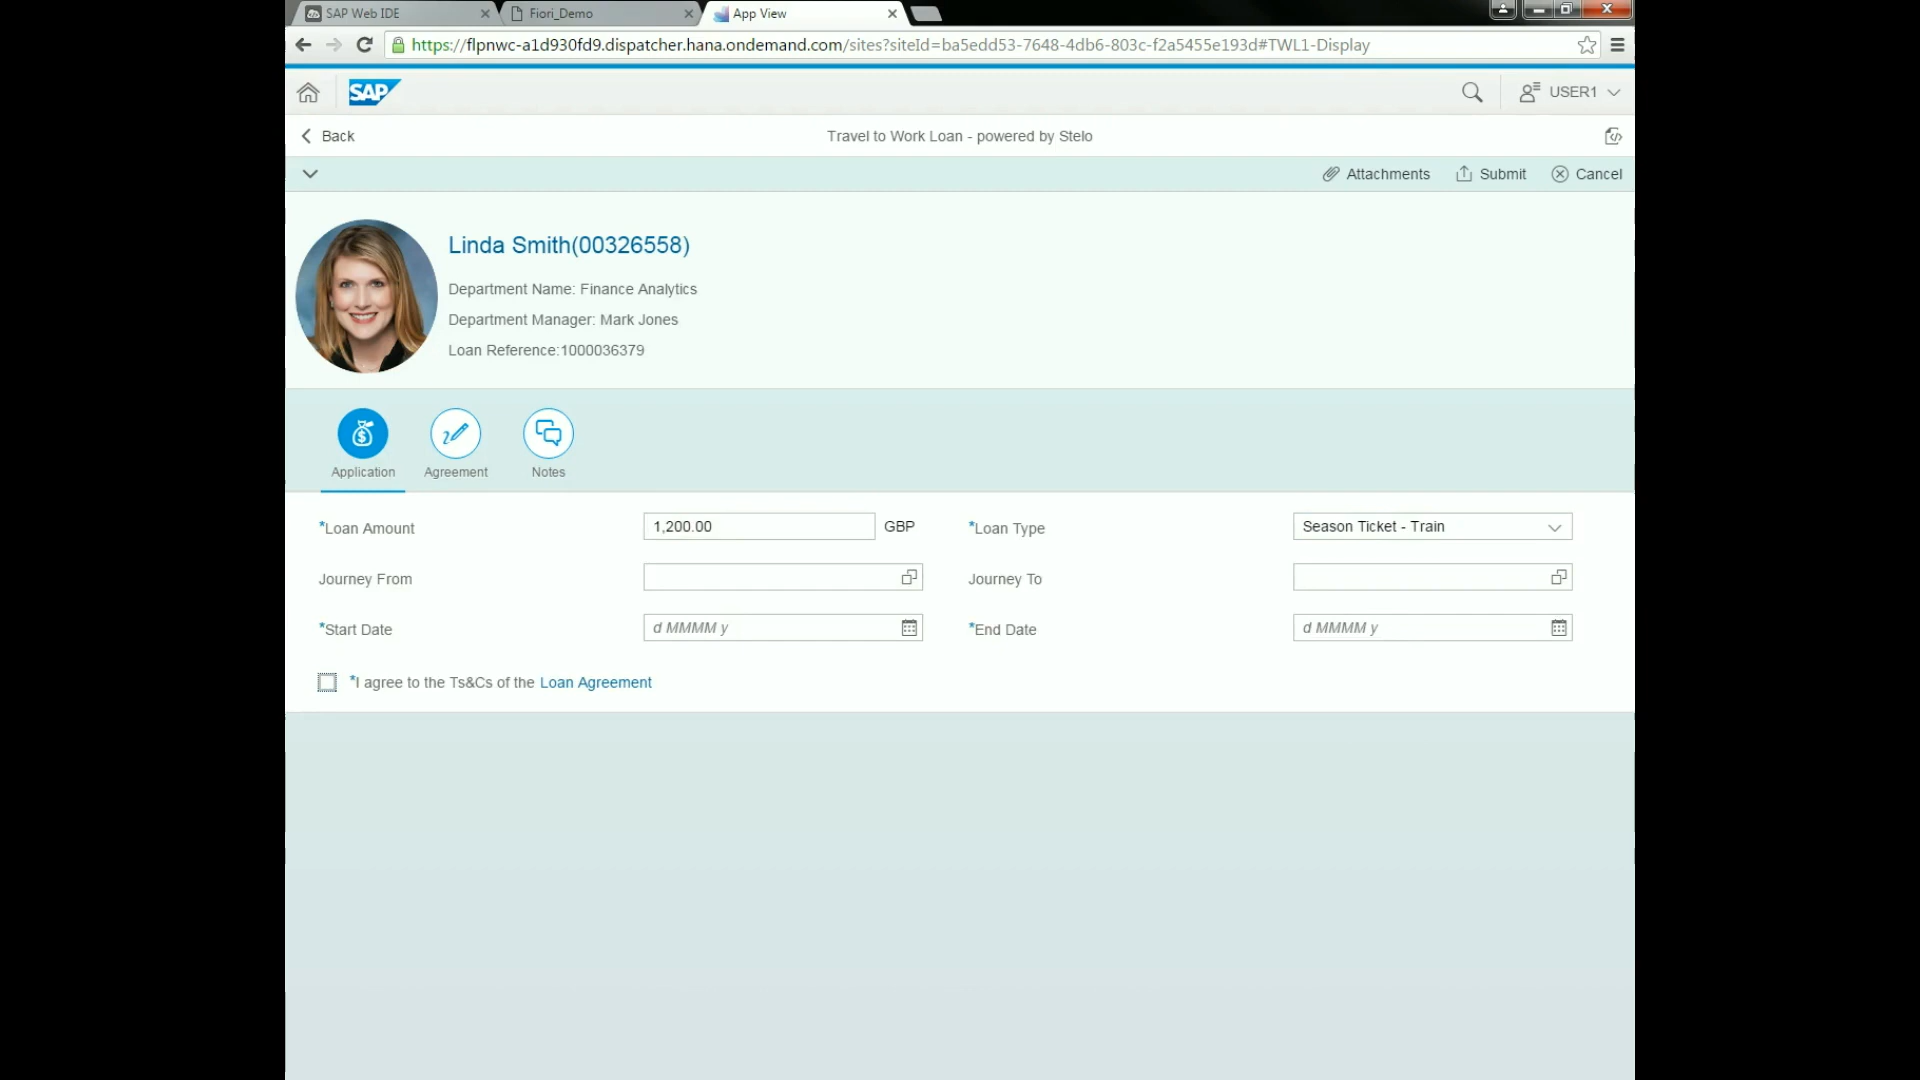 SAP Web IDE
Fiori_Demo
App View
https://flpnwc-a1d930fd9.dispatcher.hana.ondemand.com/sites?siteId=ba5edd53-7648-4db6-803c-f2a5455e193d#TWL1-Display
SAP
USER1
Back
Travel to Work Loan - powered by Stelo
Attachments
Submit
Cancel
Linda Smith(00326558)
Department Name: Finance Analytics
Department Manager: Mark Jones
Loan Reference:1000036379
Application
Agreement
Notes
*Loan Amount 1,200.00 GBP *Loan Type Season Ticket - Train
Journey From Journey To
*Start Date d MMMM y *End Date d MMMM y
*I agree to the Ts&Cs of the Loan Agreement